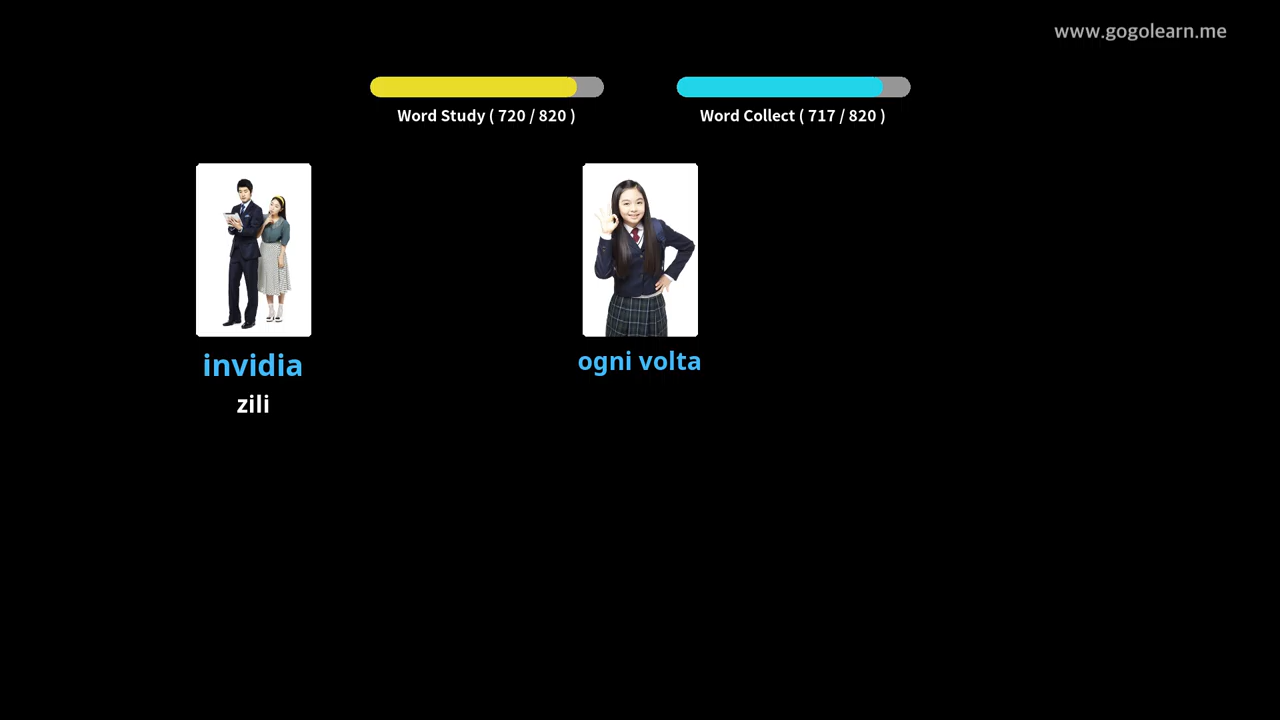 www.gogolearn.me
Word Study ( 720 / 820 )
Word Collect ( 717 / 820 )
invidia
zili
ogni volta